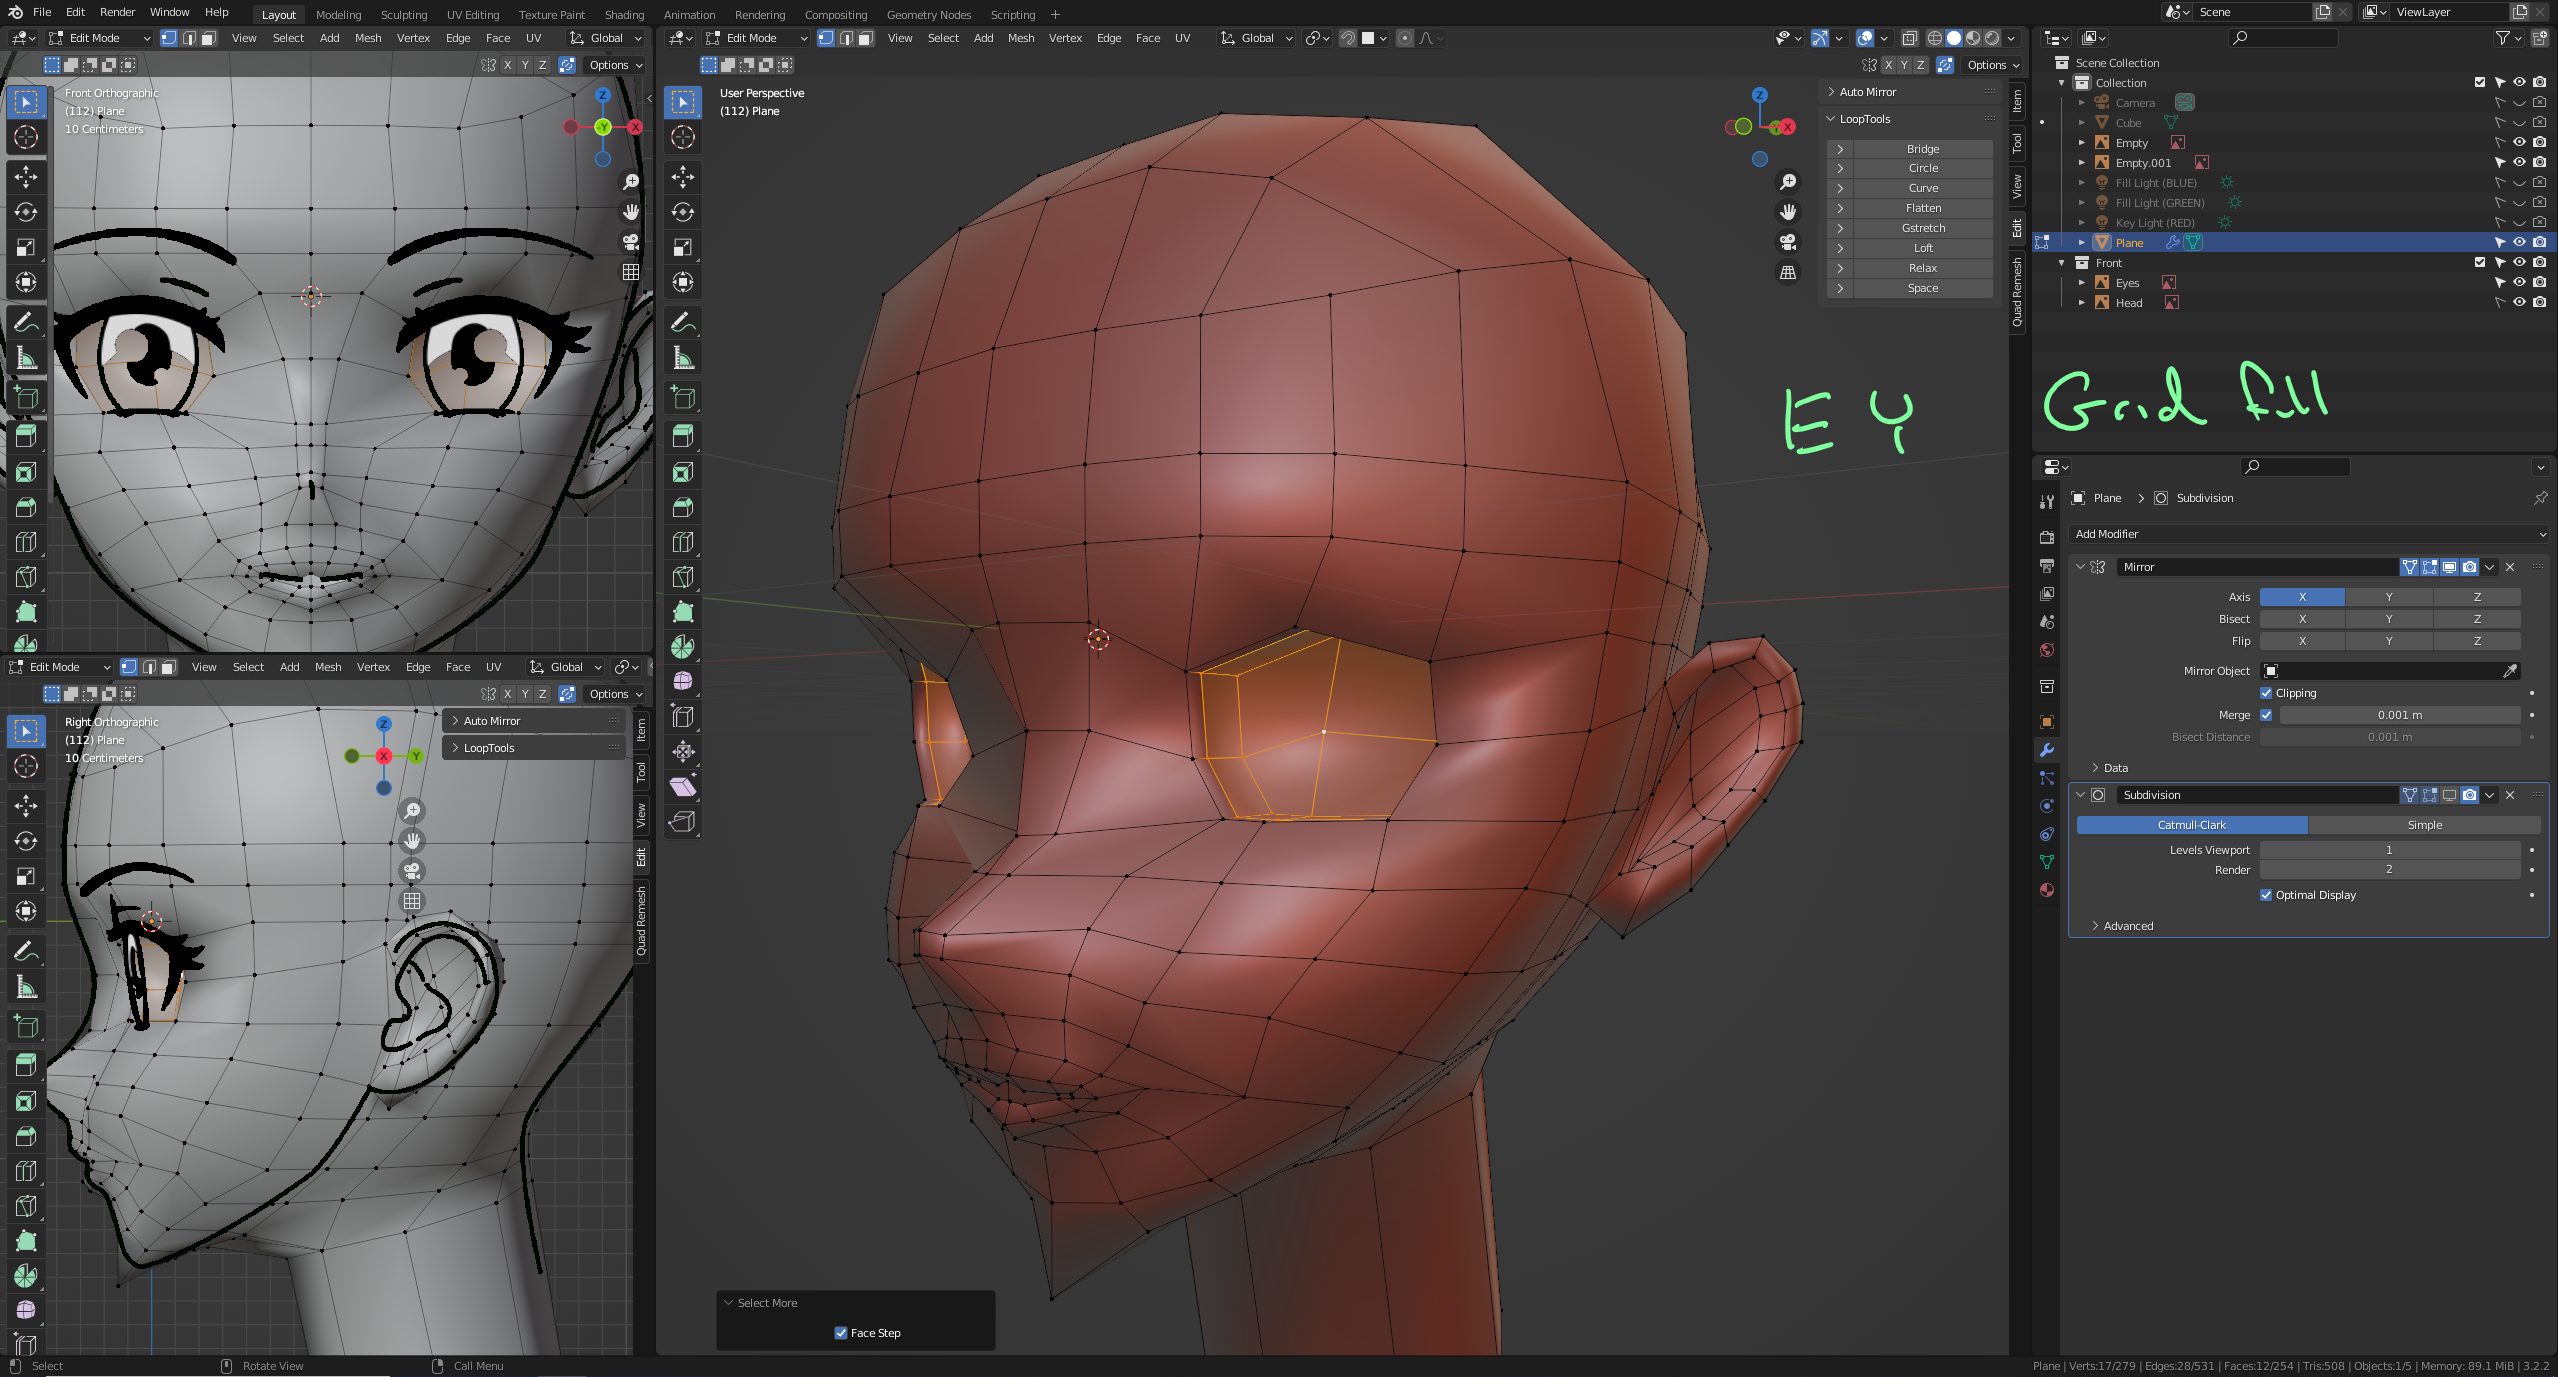 File Edit Render Window Help Layout Modeling Sculpting UV Editing Texture Paint Shading Animation Rendering Compositing Geometry Nodes Scripting + Scene ViewLayer
Edit Mode View Select Add Mesh Vertex Edge Face UV Global
Edit Mode View Select Add Mesh Vertex Edge Face UV Global
X Y Z Options
X Y Z Options
Front Orthographic
(112) Plane
10 Centimeters
Z
-Y
X
User Perspective
(112) Plane
Z
Y
X
Auto Mirror
LoopTools
Bridge
Circle
Curve
Flatten
Gstretch
Loft
Relax
Space
Item
Tool
View
Edit
Quad Remesh
E Y
Edit Mode View Select Add Mesh Vertex Edge Face UV Global
X Y Z Options
Right Orthographic
(112) Plane
10 Centimeters
Z
X
Y
Auto Mirror
LoopTools
Item
Tool
View
Edit
Quad Remesh
Select More
Face Step
Scene Collection
Collection
Camera
Cube
Empty
Empty.001
Fill Light (BLUE)
Fill Light (GREEN)
Key Light (RED)
Plane
Front
Eyes
Head
Grid fill
Plane Subdivision
Add Modifier
Mirror
Axis X Y Z
Bisect X Y Z
Flip X Y Z
Mirror Object
Clipping
Merge 0.001 m
Bisect Distance 0.001 m
Data
Subdivision
Catmull-Clark Simple
Levels Viewport 1
Render 2
Optimal Display
Advanced
Select Rotate View Call Menu
Plane | Verts:17/279 | Edges:28/531 | Faces:12/254 | Tris:508 | Objects:1/5 | Memory: 89.1 MiB | 3.2.2